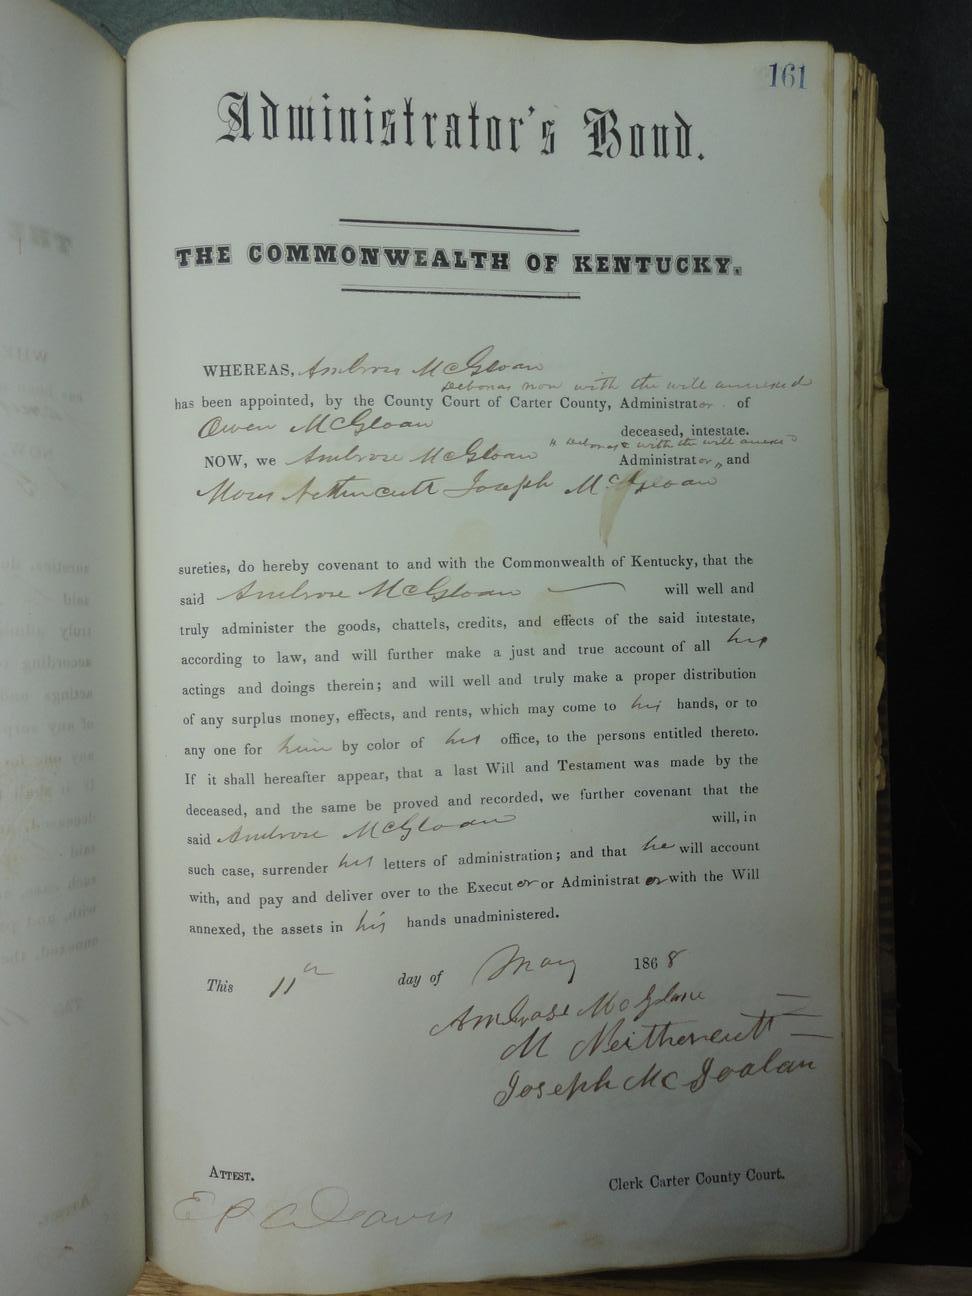 161
Administrator's Bond.
THE COMMONWEALTH OF KENTUCKY.
WHEREAS, Ambrose McGloan
debonas non with the will annexed
has been appointed, by the County Court of Carter County, Administrator of
Owen McGloan deceased, intestate.
with the will annex
NOW, we Ambrose McGloan Administrator, and
Moses Nethercutt Joseph McGloan
sureties, do hereby covenant to and with the Commonwealth of Kentucky, that the
said Ambrose McGloan will well and
truly administer the goods, chattels, credits, and effects of the said intestate,
according to law, and will further make a just and true account of all his
actings and doings therein; and will well and truly make a proper distribution
of any surplus money, effects, and rents, which may come to his hands, or to
any one for him by color of his office, to the persons entitled thereto.
If it shall hereafter appear, that a last Will and Testament was made by the
deceased, and the same be proved and recorded, we further covenant that the
said Ambrose McGloan will, in
such case, surrender his letters of administration; and that he will account
with, and pay and deliver over to the Executor or Administrator with the Will
annexed, the assets in his hands unadministered.
This 11th day of May 1868
Ambrose McGlone
M Neithercutt
Joseph McGoalan
ATTEST. Clerk Carter County Court.